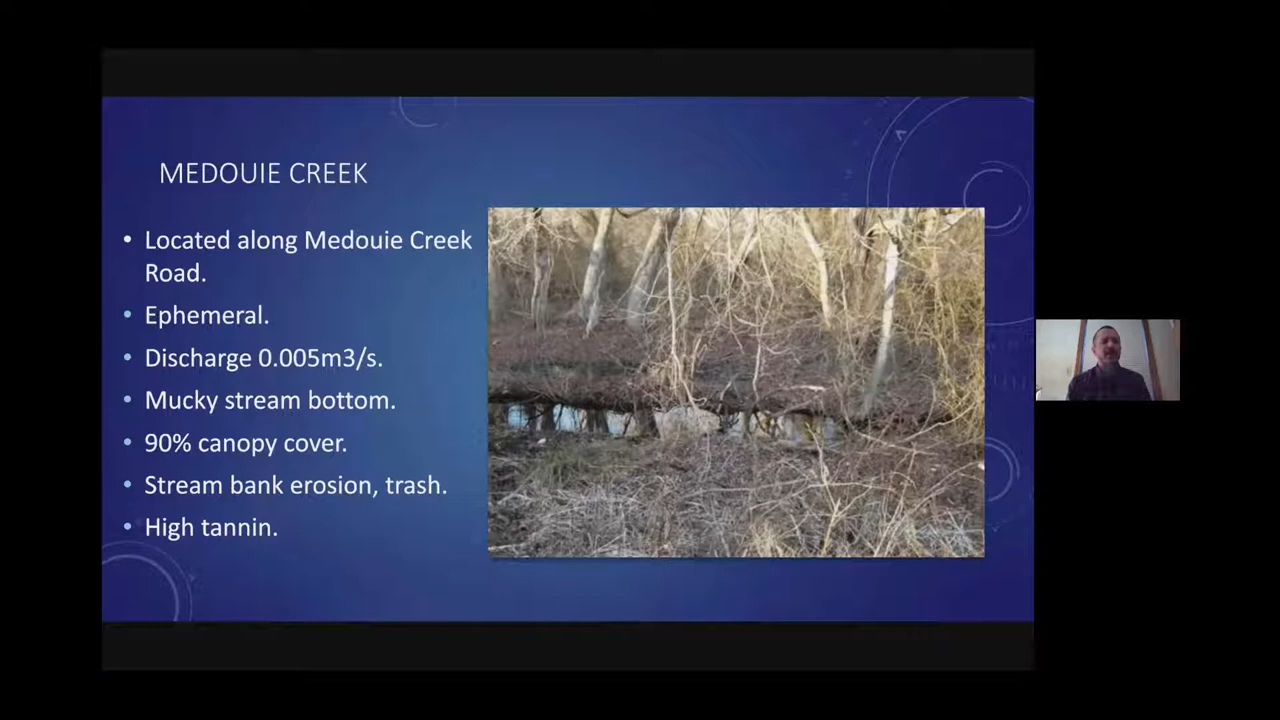 MEDOUIE CREEK
• Located along Medouie Creek
Road.
• Ephemeral.
• Discharge 0.005m3/s.
• Mucky stream bottom.
• 90% canopy cover.
• Stream bank erosion, trash.
• High tannin.